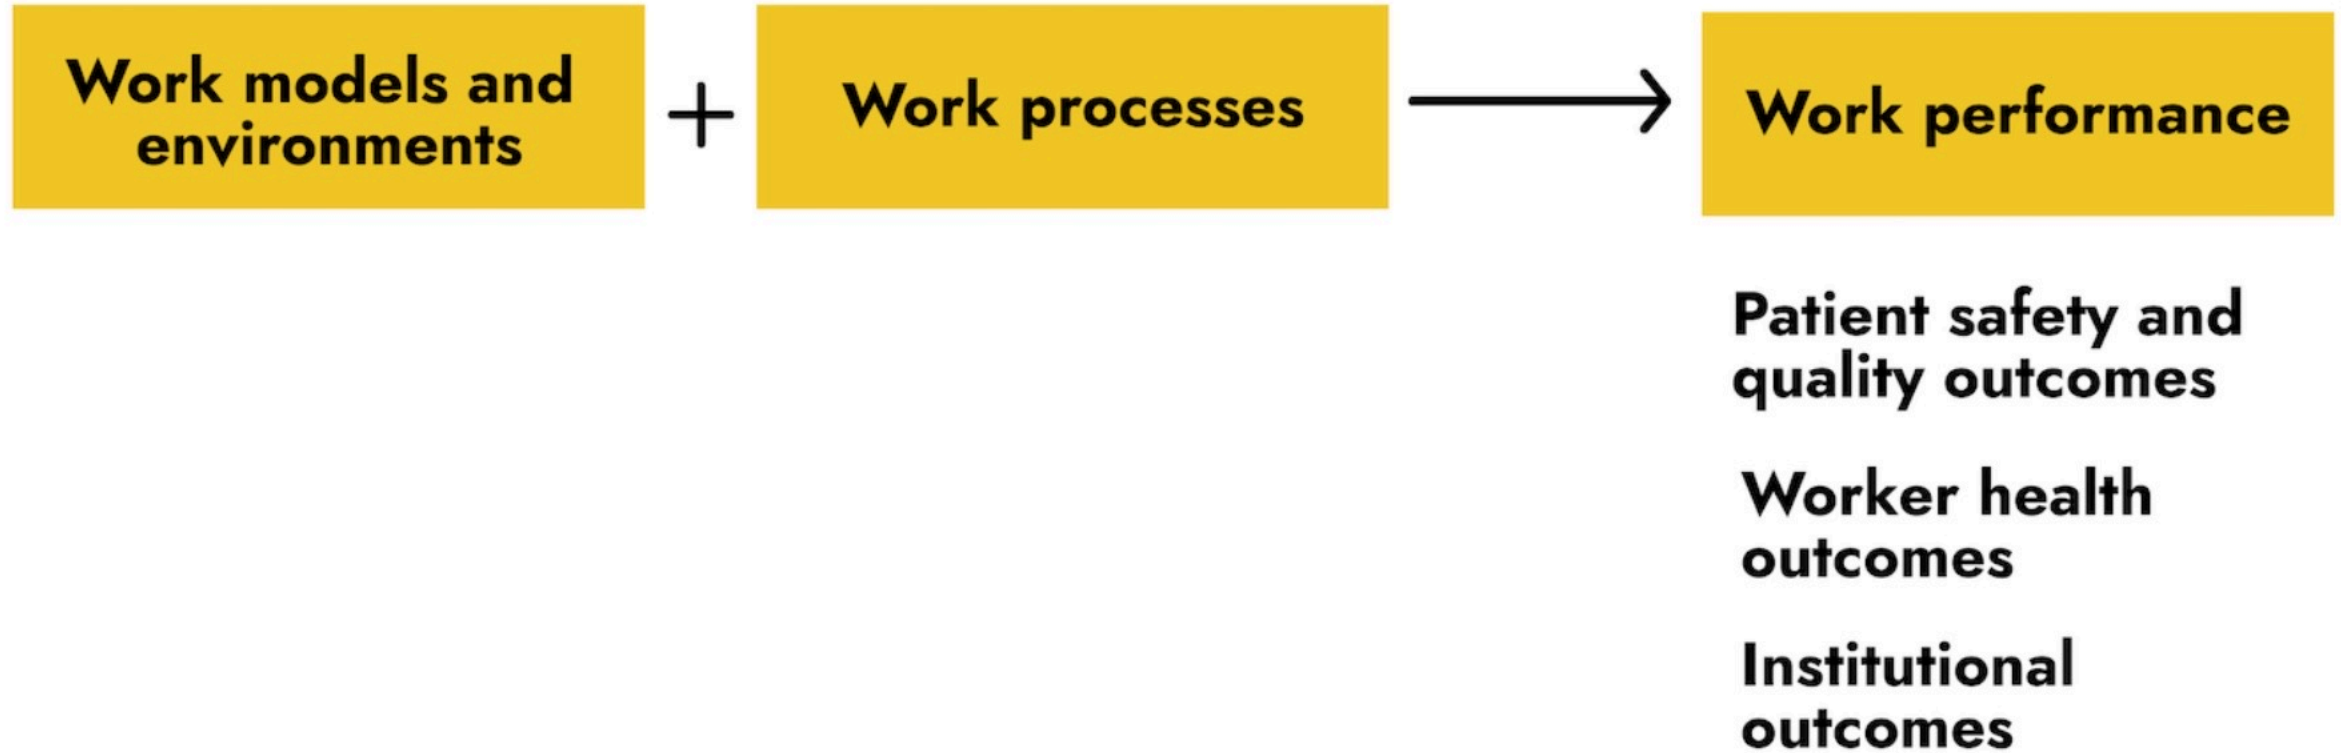 Work models and
environments
+
Work processes
Work performance
Patient safety and
quality outcomes
Worker health
outcomes
Institutional
outcomes